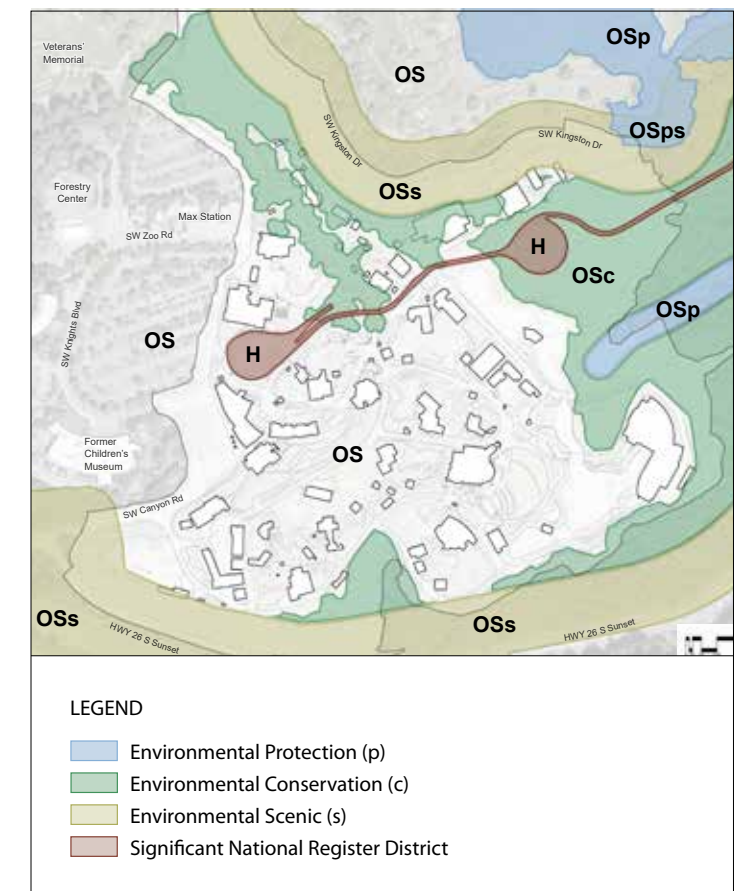 Veterans'
Memorial
OSp
OS
OSps
SW Kingston Dr
SW Kingston Dr
OSs
Forestry
Center
Max Station
SW Zoo Rd
H
OSc
OSp
SW Knights Blvd
OS
H
Former
Children's
Museum
OS
SW Canyon Rd
OSs
HWY 26 S Sunset
OSs
HWY 26 S Sunset
LEGEND
Environmental Protection (p)
Environmental Conservation (c)
Environmental Scenic (s)
Significant National Register District